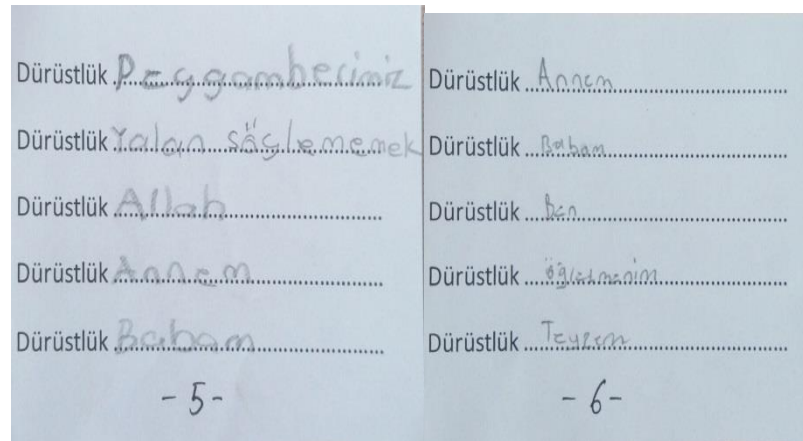 Dürüstlük Peygamberimiz
Dürüstlük Yalan söylememek
Dürüstlük Allah
Dürüstlük Annem
Dürüstlük Babam
- 5 -
Dürüstlük Annem
Dürüstlük Babam
Dürüstlük Ben
Dürüstlük öğretmenim
Dürüstlük Teyzem
- 6 -